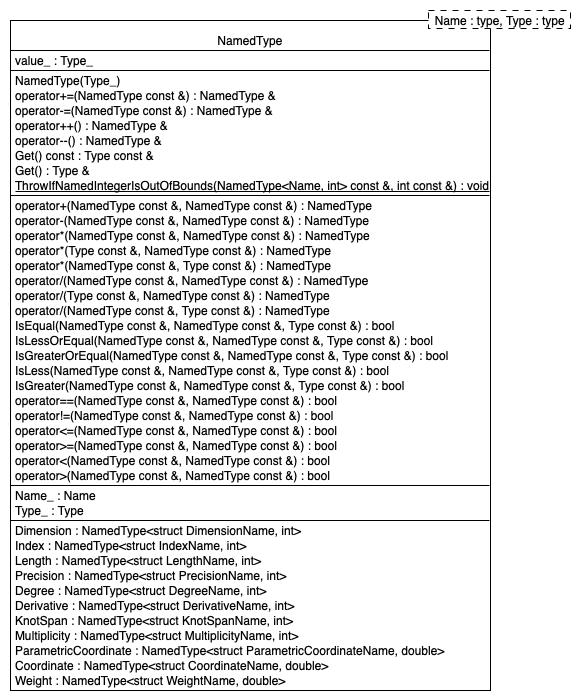 Name : type, Type : type
NamedType
value_ : Type_
NamedType(Type_)
operator+=(NamedType const &) : NamedType &
operator-=(NamedType const &) : NamedType &
operator++() : NamedType &
operator--() : NamedType &
Get() const : Type const &
Get() : Type &
ThrowIfNamedIntegerIsOutOfBounds(NamedType<Name, int> const &, int const &) : void
operator+(NamedType const &, NamedType const &) : NamedType
operator-(NamedType const &, NamedType const &) : NamedType
operator*(NamedType const &, NamedType const &) : NamedType
operator*(Type const &, NamedType const &) : NamedType
operator*(NamedType const &, Type const &) : NamedType
operator/(NamedType const &, NamedType const &) : NamedType
operator/(Type const &, NamedType const &) : NamedType
operator/(NamedType const &, Type const &) : NamedType
IsEqual(NamedType const &, NamedType const &, Type const &) : bool
IsLessOrEqual(NamedType const &, NamedType const &, Type const &) : bool
IsGreaterOrEqual(NamedType const &, NamedType const &, Type const &) : bool
IsLess(NamedType const &, NamedType const &, Type const &) : bool
IsGreater(NamedType const &, NamedType const &, Type const &) : bool
operator==(NamedType const &, NamedType const &) : bool
operator!=(NamedType const &, NamedType const &) : bool
operator<=(NamedType const &, NamedType const &) : bool
operator>=(NamedType const &, NamedType const &) : bool
operator<(NamedType const &, NamedType const &) : bool
operator>(NamedType const &, NamedType const &) : bool
Name_ : Name
Type_ : Type
Dimension : NamedType<struct DimensionName, int>
Index : NamedType<struct IndexName, int>
Length : NamedType<struct LengthName, int>
Precision : NamedType<struct PrecisionName, int>
Degree : NamedType<struct DegreeName, int>
Derivative : NamedType<struct DerivativeName, int>
KnotSpan : NamedType<struct KnotSpanName, int>
Multiplicity : NamedType<struct MultiplicityName, int>
ParametricCoordinate : NamedType<struct ParametricCoordinateName, double>
Coordinate : NamedType<struct CoordinateName, double>
Weight : NamedType<struct WeightName, double>